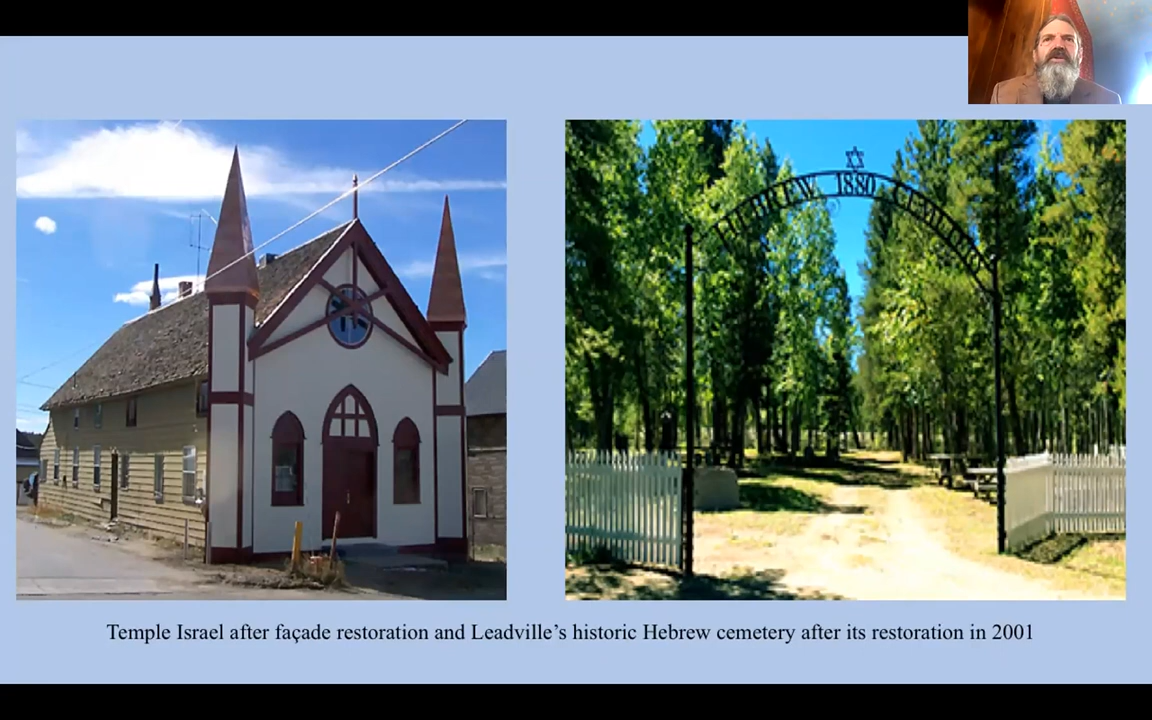 HEBREW 1880 CEMETERY
Temple Israel after façade restoration and Leadville’s historic Hebrew cemetery after its restoration in 2001